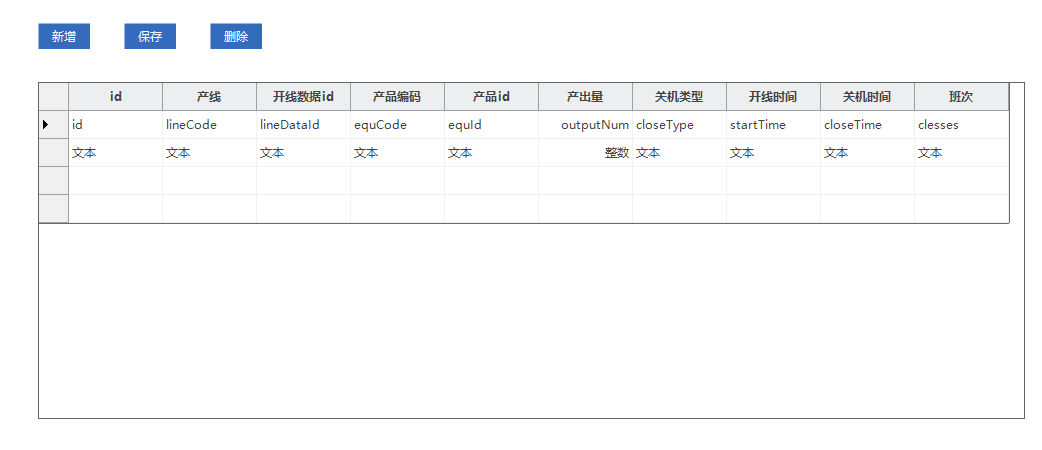 新增 保存 删除
id 产线 开线数据id 产品编码 产品id 产出量 关机类型 开线时间 关机时间 班次
id lineCode lineDataId equCode equId outputNum closeType startTime closeTime clesses
文本 文本 文本 文本 文本 整数 文本 文本 文本 文本